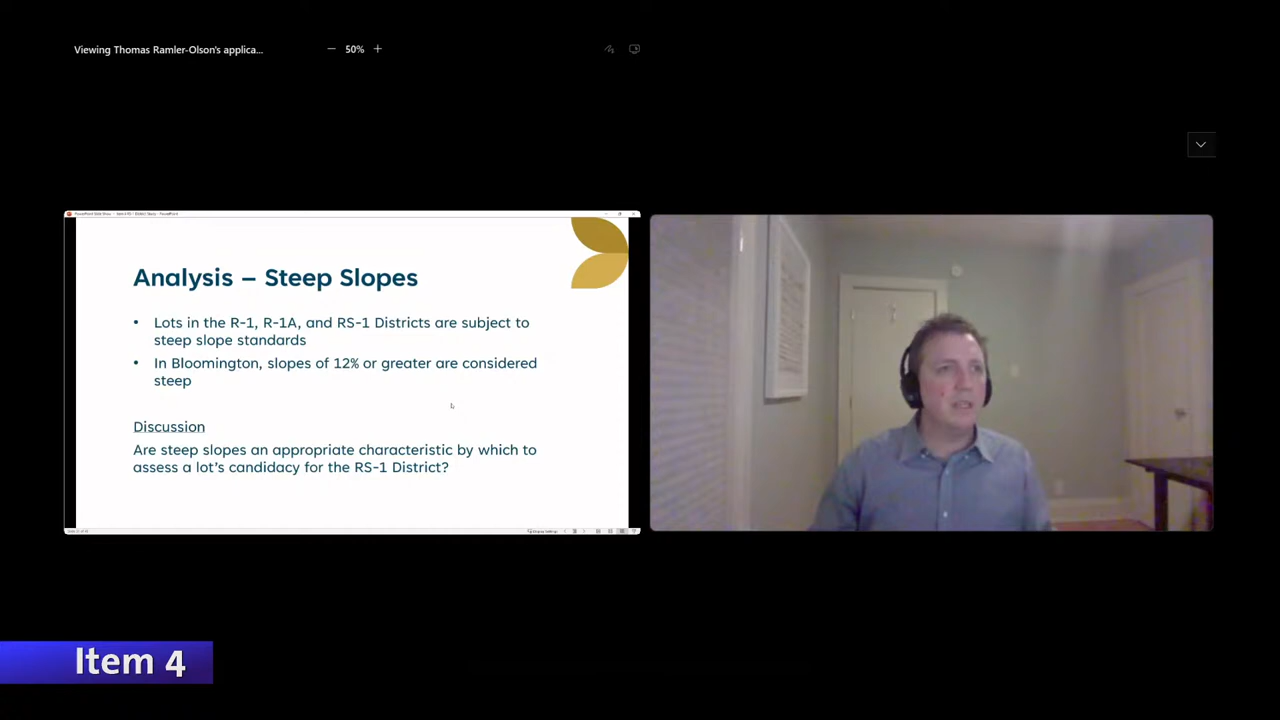 Viewing Thomas Ramler-Olson's applica...
50%
Analysis – Steep Slopes
• Lots in the R-1, R-1A, and RS-1 Districts are subject to
steep slope standards
• In Bloomington, slopes of 12% or greater are considered
steep
Discussion
Are steep slopes an appropriate characteristic by which to
assess a lot's candidacy for the RS-1 District?
Item 4